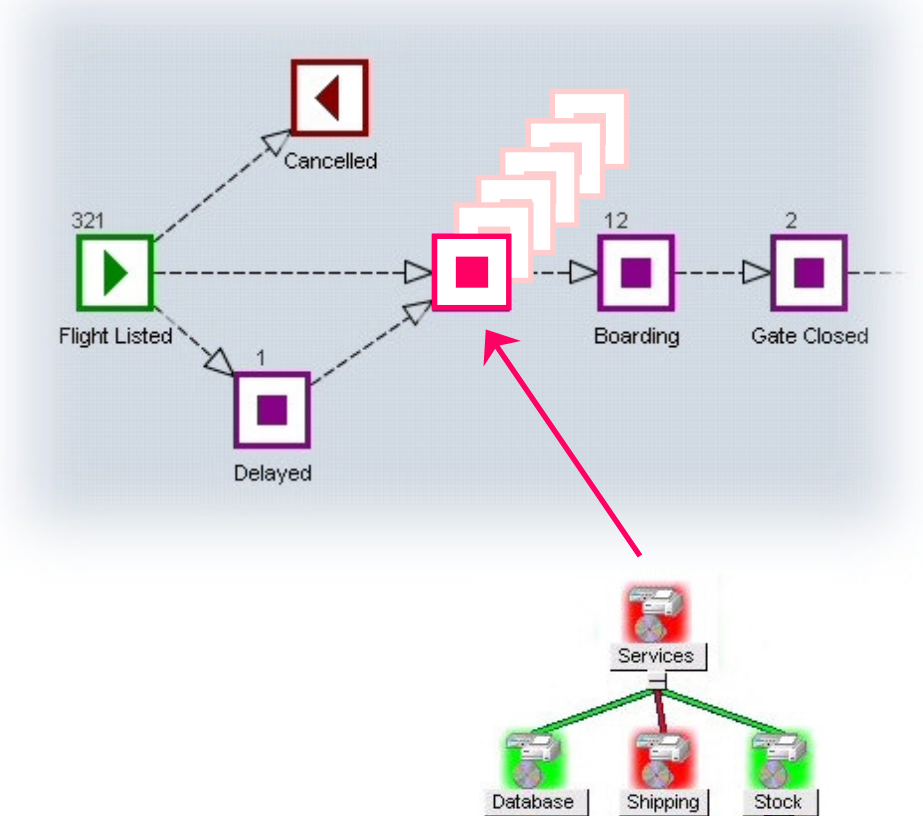 Cancelled
321
12
2
Flight Listed
Boarding
Gate Closed
1
Delayed
Services
Database
Shipping
Stock